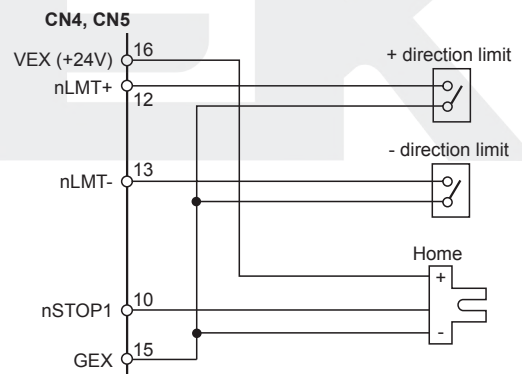 CN4, CN5
VEX (+24V) 16
nLMT+ 12
+ direction limit
- direction limit
nLMT- 13
Home
+
nSTOP1 10
-
GEX 15